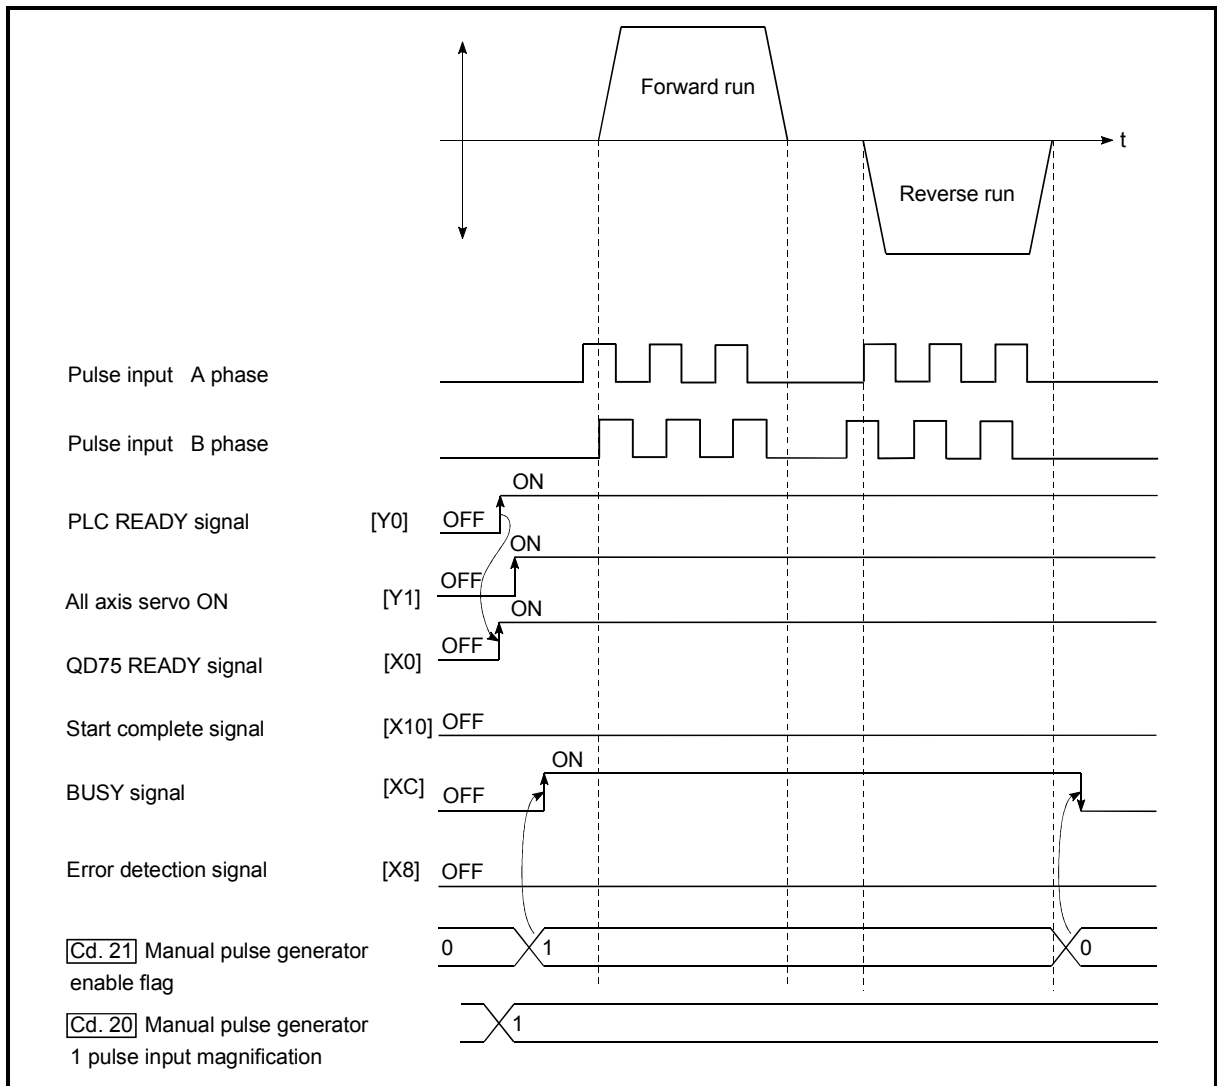 Forward run
t
Reverse run
Pulse input A phase
Pulse input B phase
ON
PLC READY signal [Y0] OFF
ON
OFF
All axis servo ON [Y1]
ON
OFF
QD75 READY signal [X0]
Start complete signal [X10] OFF
ON
BUSY signal [XC] OFF
Error detection signal [X8] OFF
Cd. 21 Manual pulse generator 0 1 0
enable flag
Cd. 20 Manual pulse generator 1
1 pulse input magnification